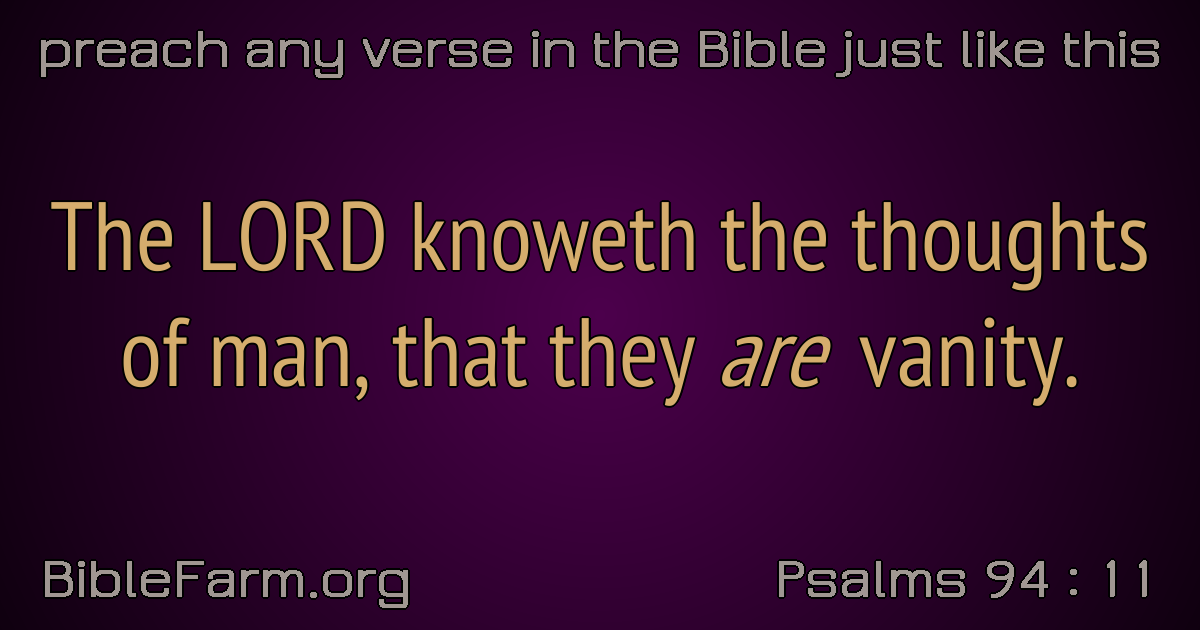 preach any verse in the Bible just like this
The LORD knoweth the thoughts
of man, that they are vanity.
BibleFarm.org
Psalms 94 : 11